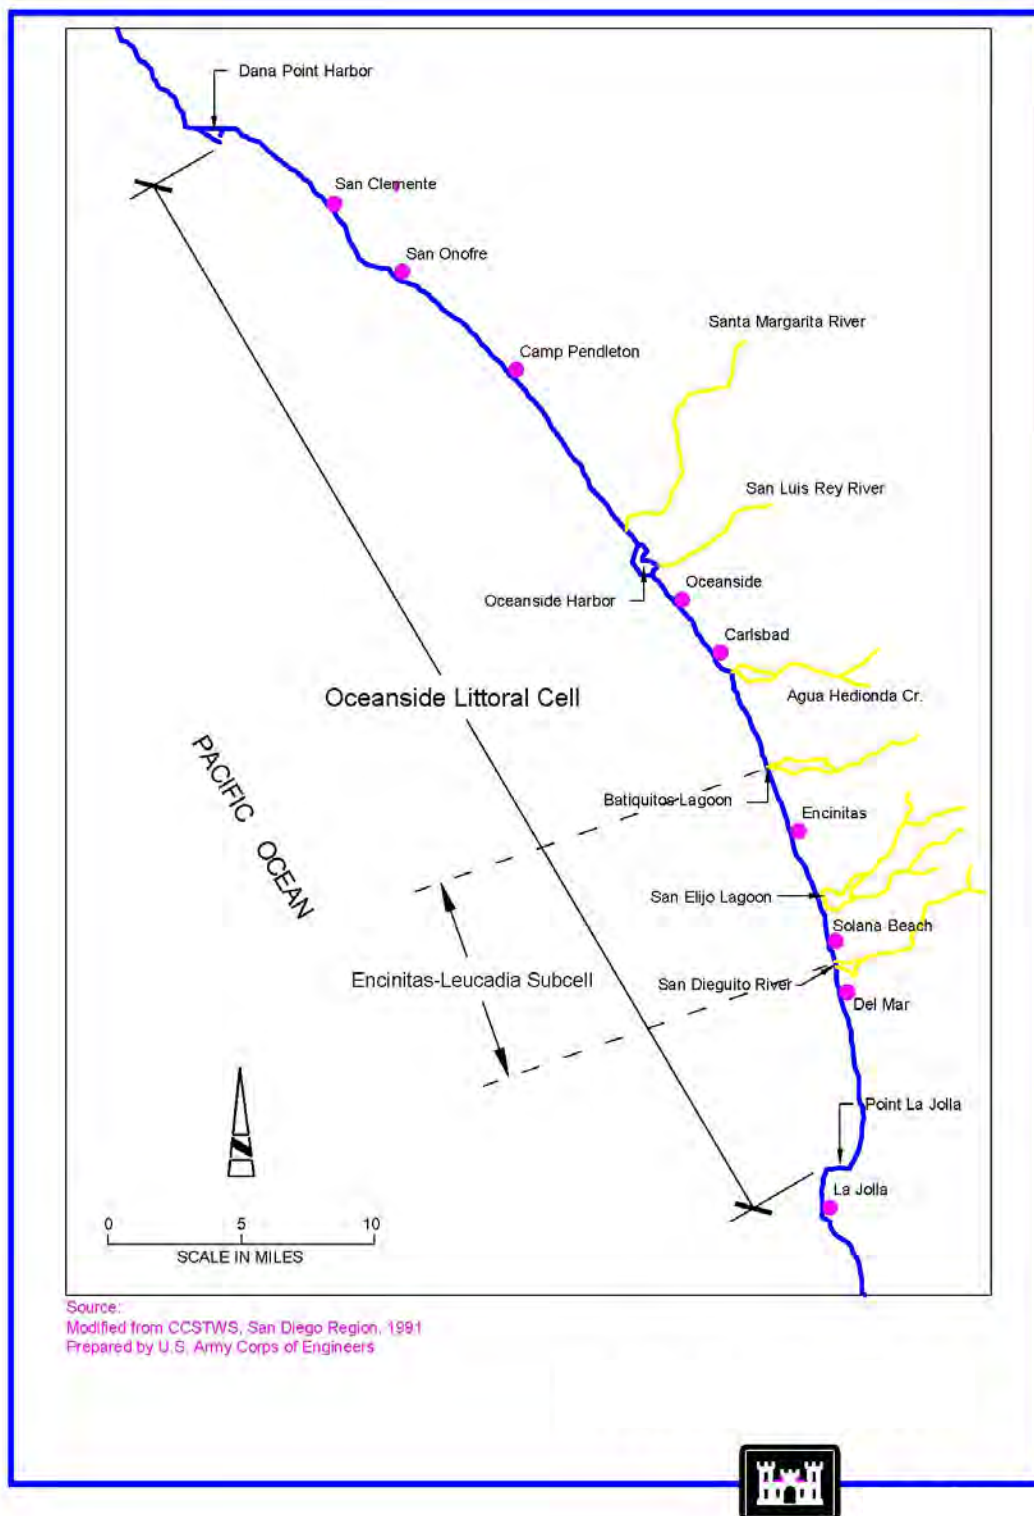 Dana Point Harbor
San Clemente
San Onofre
Santa Margarita River
Camp Pendleton
San Luis Rey River
Oceanside
Oceanside Harbor
Carlsbad
Agua Hedionda Cr.
Oceanside Littoral Cell
PACIFIC OCEAN
Batiquitos Lagoon
Encinitas
San Elijo Lagoon
Solana Beach
Encinitas-Leucadia Subcell
San Dieguito River
Del Mar
Point La Jolla
La Jolla
0 5 10
SCALE IN MILES
Source:
Modified from CCSTWS, San Diego Region, 1991
Prepared by U.S. Army Corps of Engineers